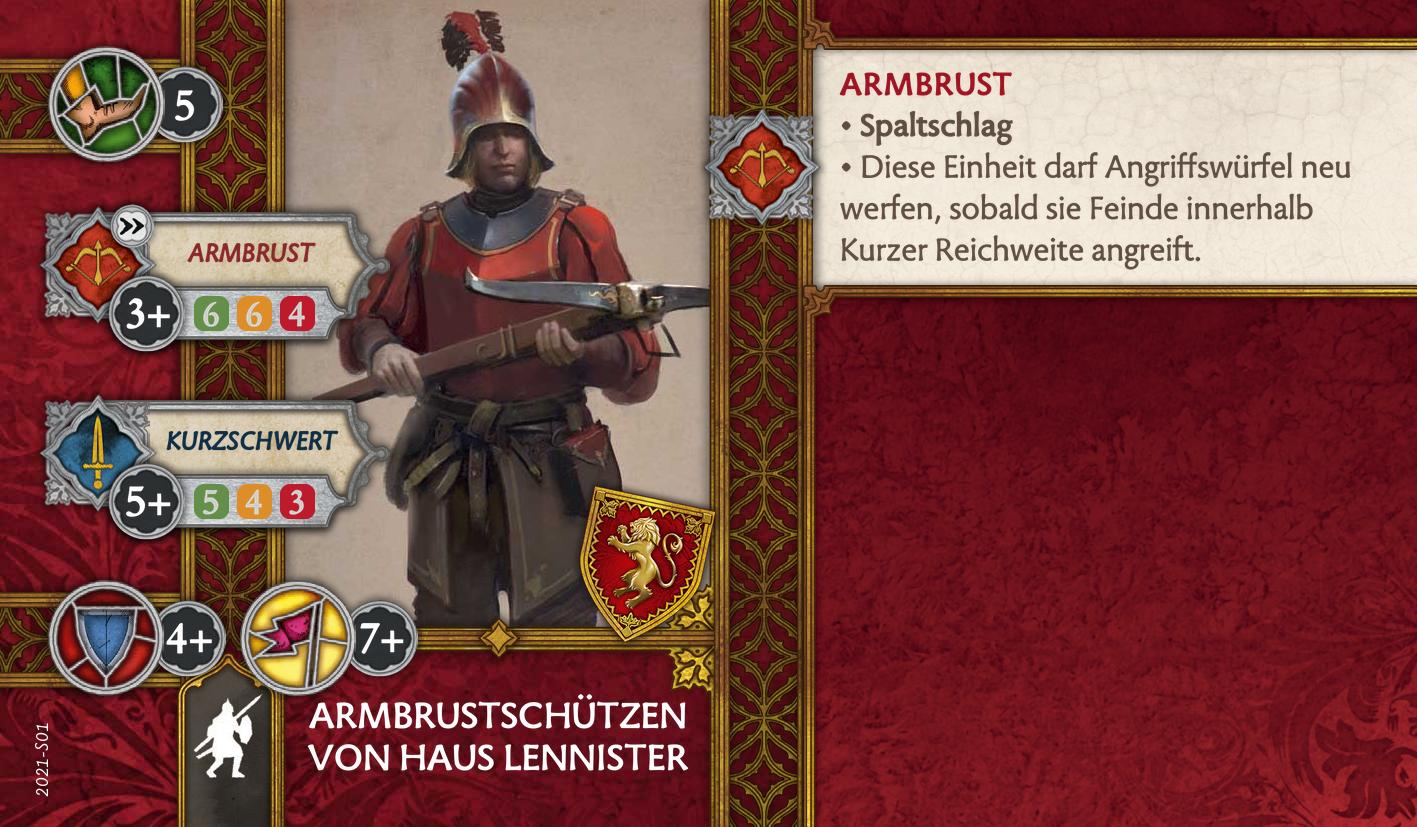 5
ARMBRUST
3+ 6 6 4
KURZSCHWERT
5+ 5 4 3
4+ 7+
ARMBRUSTSCHÜTZEN
VON HAUS LENNISTER
2021-S01
ARMBRUST
• Spaltschlag
• Diese Einheit darf Angriffswürfel neu
werfen, sobald sie Feinde innerhalb
Kurzer Reichweite angreift.